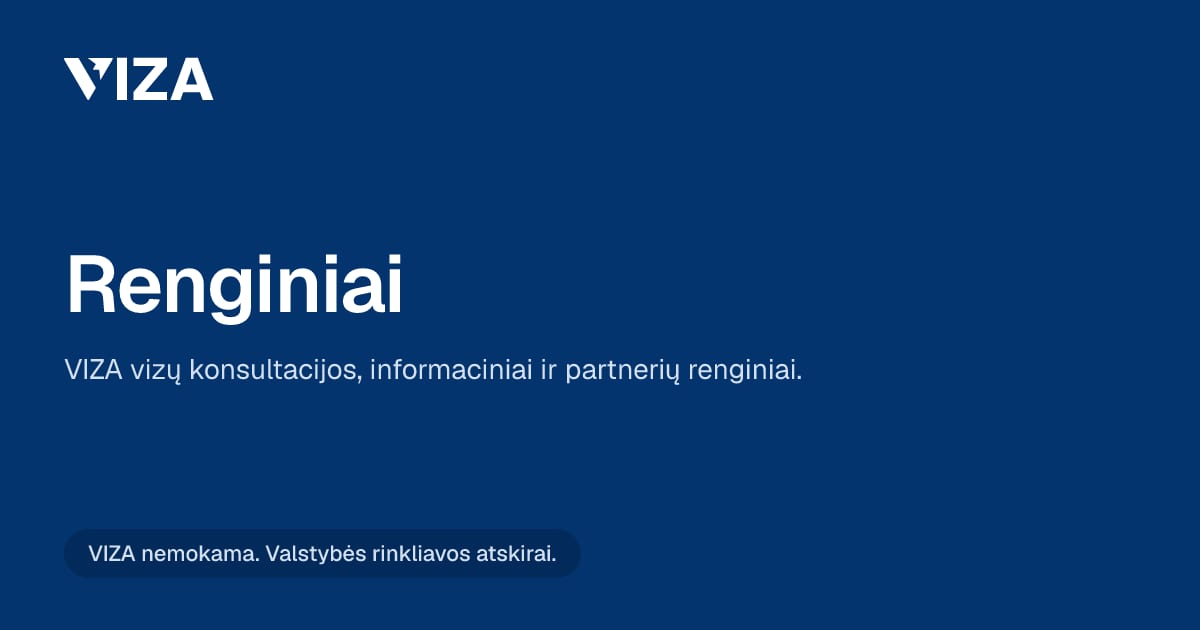 VIZA
Renginiai
VIZA vizų konsultacijos, informaciniai ir partnerių renginiai.
VIZA nemokama. Valstybės rinkliavos atskirai.